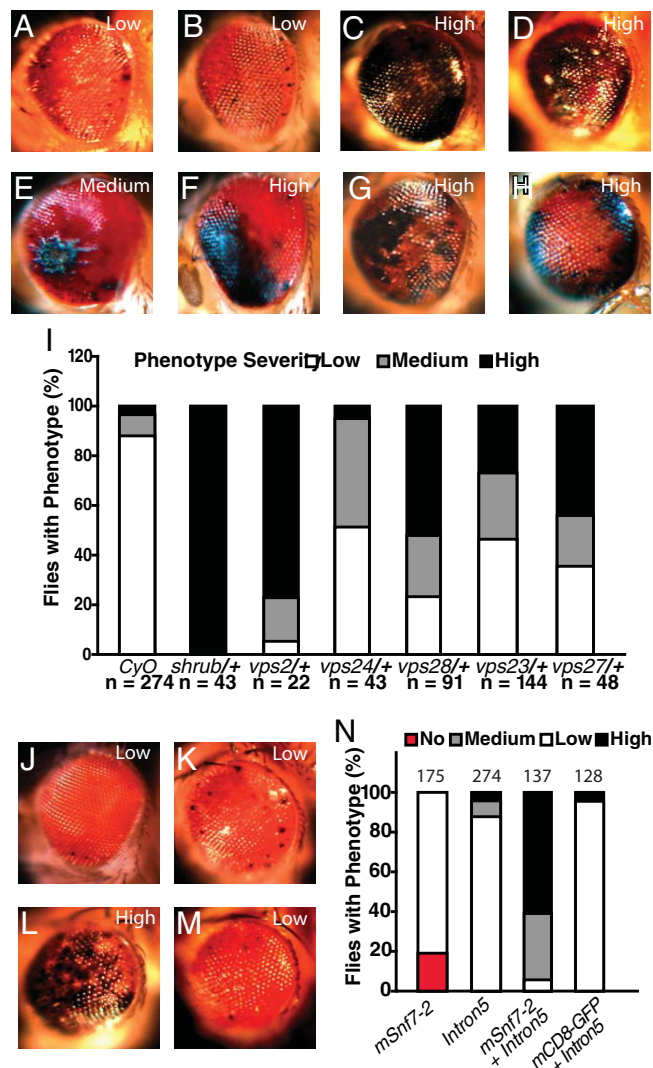 A Low
B Low
C High
D High
E Medium
F High
G High
H High
I
120
Phenotype Severity Low Medium High
100
80
60
40
20
0
Flies with Phenotype (%)
CyO shrub/+ vps2/+ vps24/+ vps28/+ vps23/+ vps27/+
n = 274 n = 43 n = 22 n = 43 n = 91 n = 144 n = 48
J Low
K Low
L High
M Low
N
No Medium Low High
175 274 137 128
100
80
60
40
20
0
Flies with Phenotype (%)
mSnf7-2
Intron5
mSnf7-2
+ Intron5
mCD8-GFP
+ Intron5